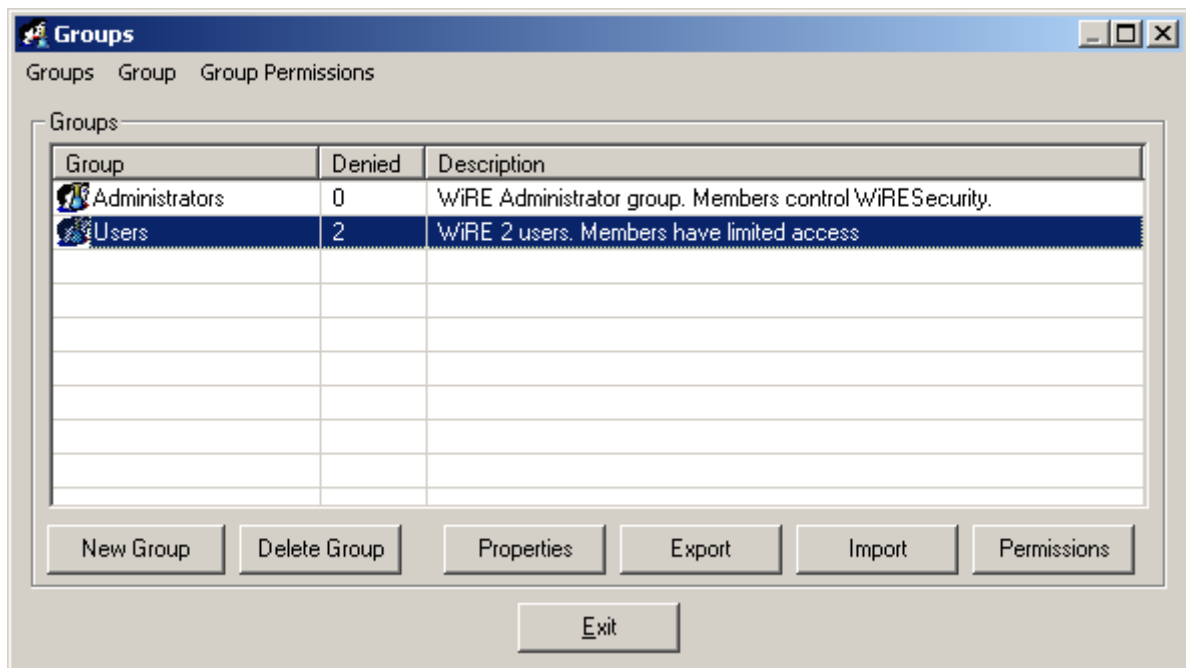 Groups
Groups Group Group Permissions
Groups
Group Denied Description
Administrators 0 WiRE Administrator group. Members control WiRESecurity.
Users 2 WiRE 2 users. Members have limited access
New Group Delete Group Properties Export Import Permissions
Exit